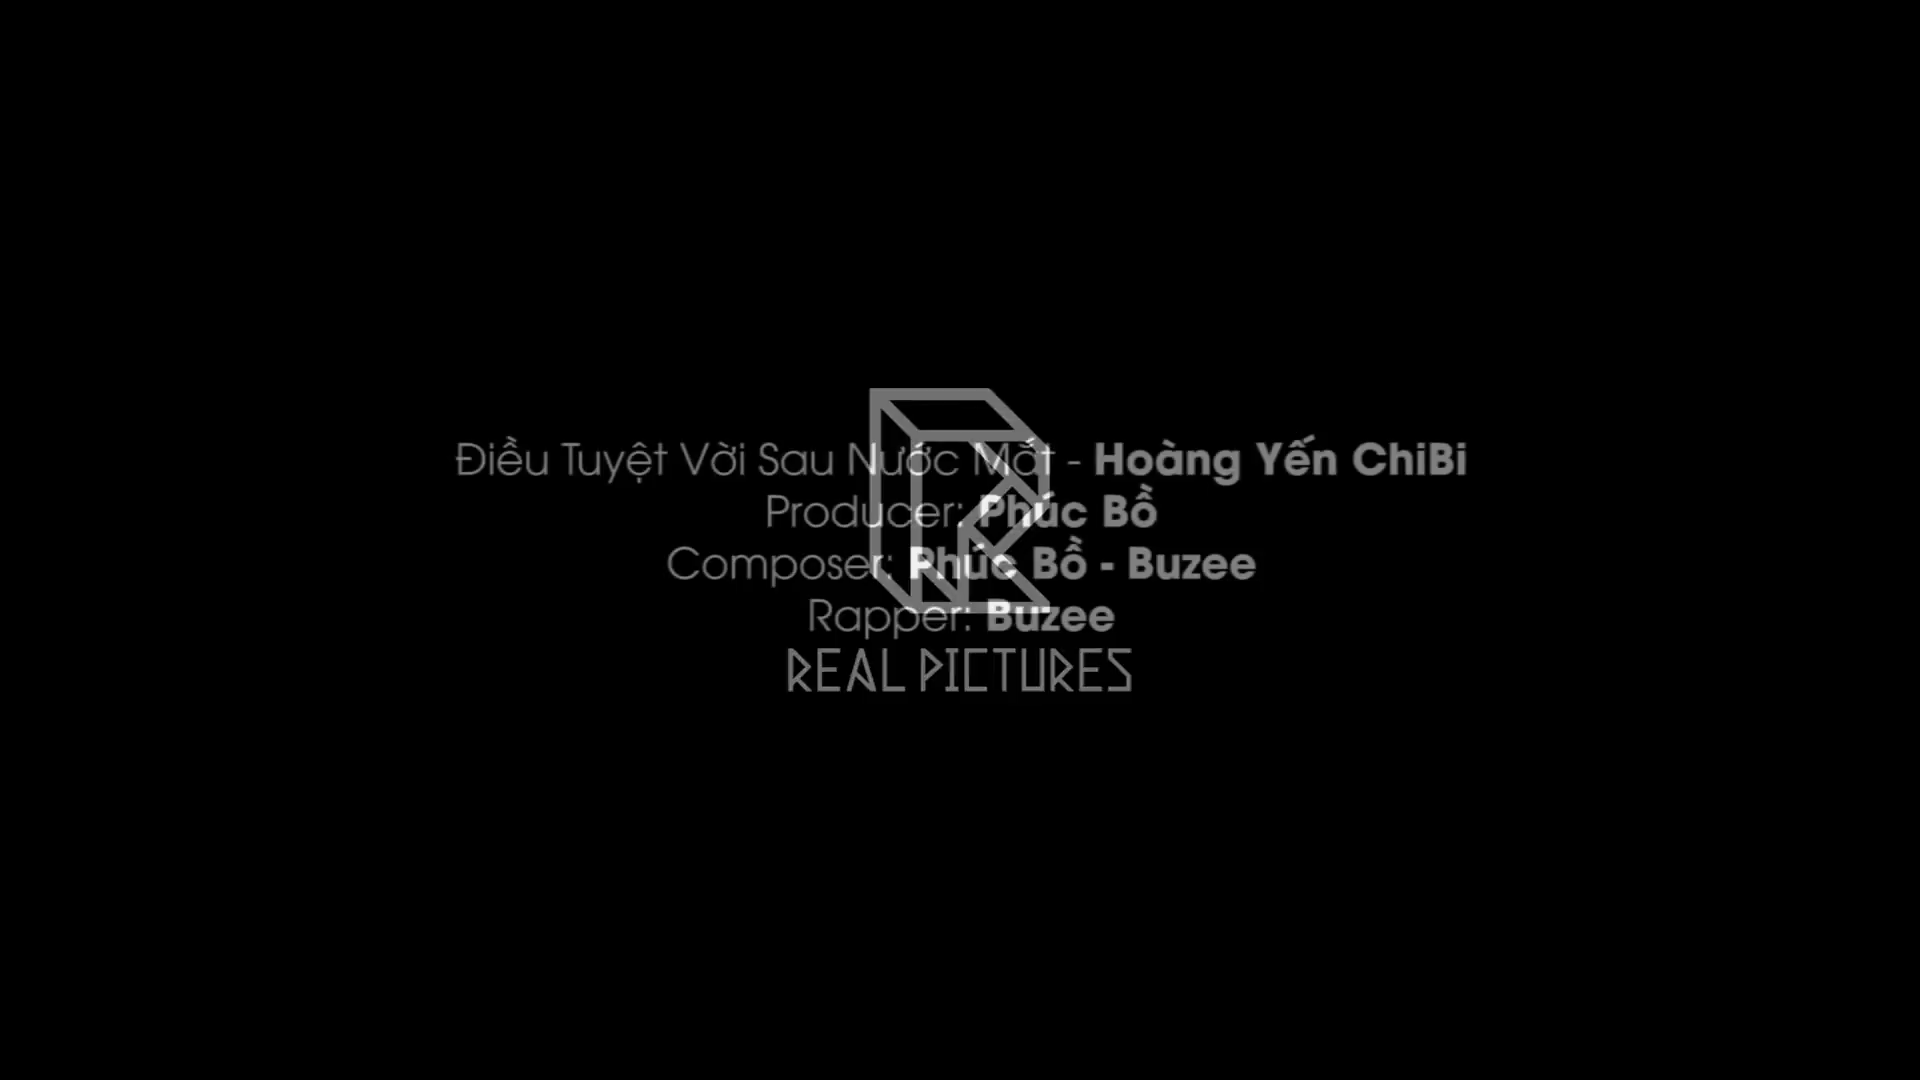 Điều Tuyệt Vời Sau Nước Mắt - Hoàng Yến ChiBi
Producer: Phúc Bồ
Composer: Phúc Bồ - Buzee
Rapper: Buzee
REAL PICTURES